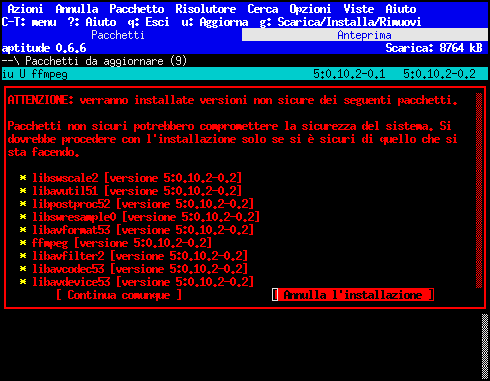 Azioni Annulla Pacchetto Risolutore Cerca Opzioni Viste Aiuto
C-T: menu ?: Aiuto q: Esci u: Aggiorna g: Scarica/Installa/Rimuovi
Pacchetti Anteprima
aptitude 0.6.6 Scarica: 8764 kB
--\ Pacchetti da aggiornare (9)
iu U ffmpeg 5:0.10.2-0.1 5:0.10.2-0.2
ATTENZIONE: verranno installate versioni non sicure dei seguenti pacchetti.
Pacchetti non sicuri potrebbero compromettere la sicurezza del sistema. Si
dovrebbe procedere con l'installazione solo se si è sicuri di quello che si
sta facendo.
* libswscale2 [versione 5:0.10.2-0.2]
* libavutil51 [versione 5:0.10.2-0.2]
* libpostproc52 [versione 5:0.10.2-0.2]
* libswresample0 [versione 5:0.10.2-0.2]
* libavformat53 [versione 5:0.10.2-0.2]
* ffmpeg [versione 5:0.10.2-0.2]
* libavfilter2 [versione 5:0.10.2-0.2]
* libavcodec53 [versione 5:0.10.2-0.2]
* libavdevice53 [versione 5:0.10.2-0.2]
[ Continua comunque ] [ Annulla l'installazione ]